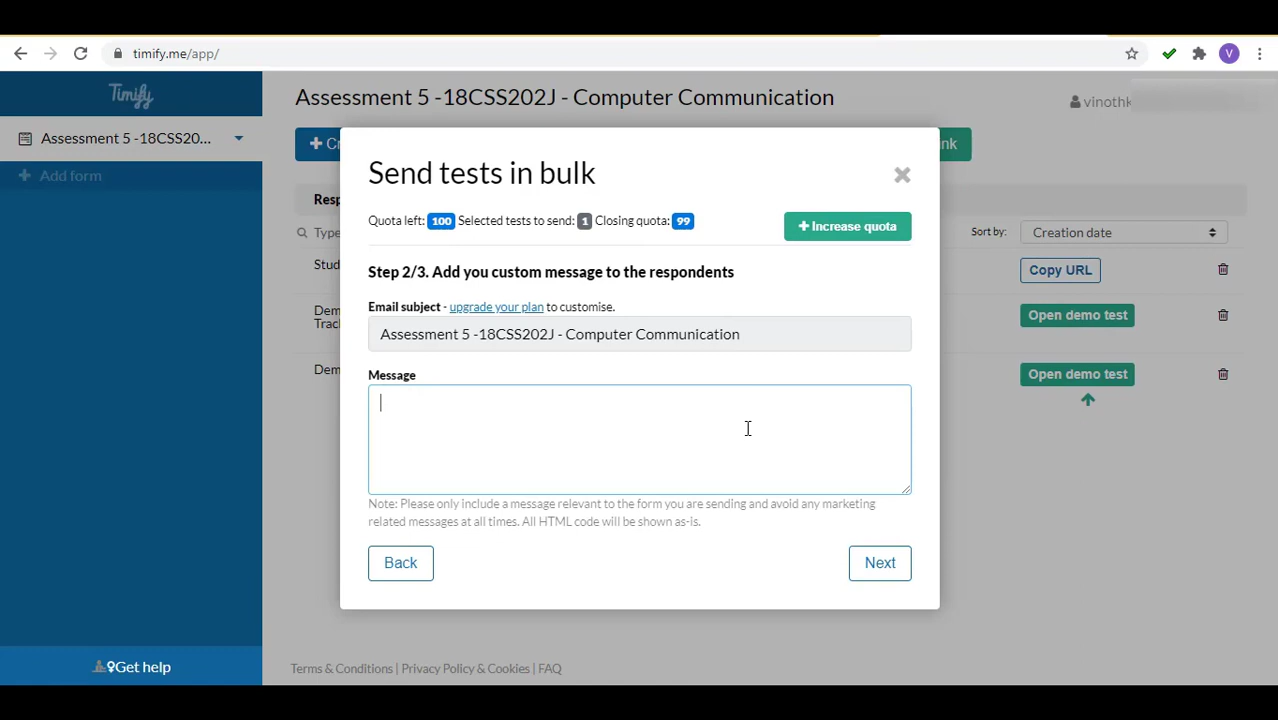 timify.me/app/
V
Timify
Assessment 5 -18CSS202J - Computer Communication
vinothk
Assessment 5 -18CSS20...
Add form
Send tests in bulk
Quota left: 100 Selected tests to send: 1 Closing quota: 99
Increase quota
Sort by:
Creation date
Step 2/3. Add you custom message to the respondents
Copy URL
Email subject - upgrade your plan to customise.
Assessment 5 -18CSS202J - Computer Communication
Open demo test
Message
Open demo test
Note: Please only include a message relevant to the form you are sending and avoid any marketing
related messages at all times. All HTML code will be shown as-is.
Back
Next
Get help
Terms & Conditions | Privacy Policy & Cookies | FAQ